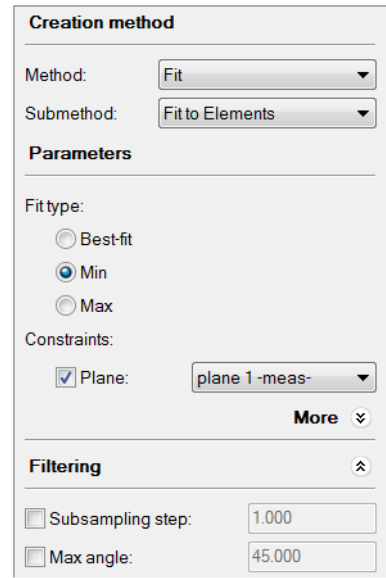 Creation method
Method: Fit
Submethod: Fit to Elements
Parameters
Fit type:
Best-fit
Min
Max
Constraints:
Plane: plane 1 -meas-
More
Filtering
Subsampling step: 1.000
Max angle: 45.000